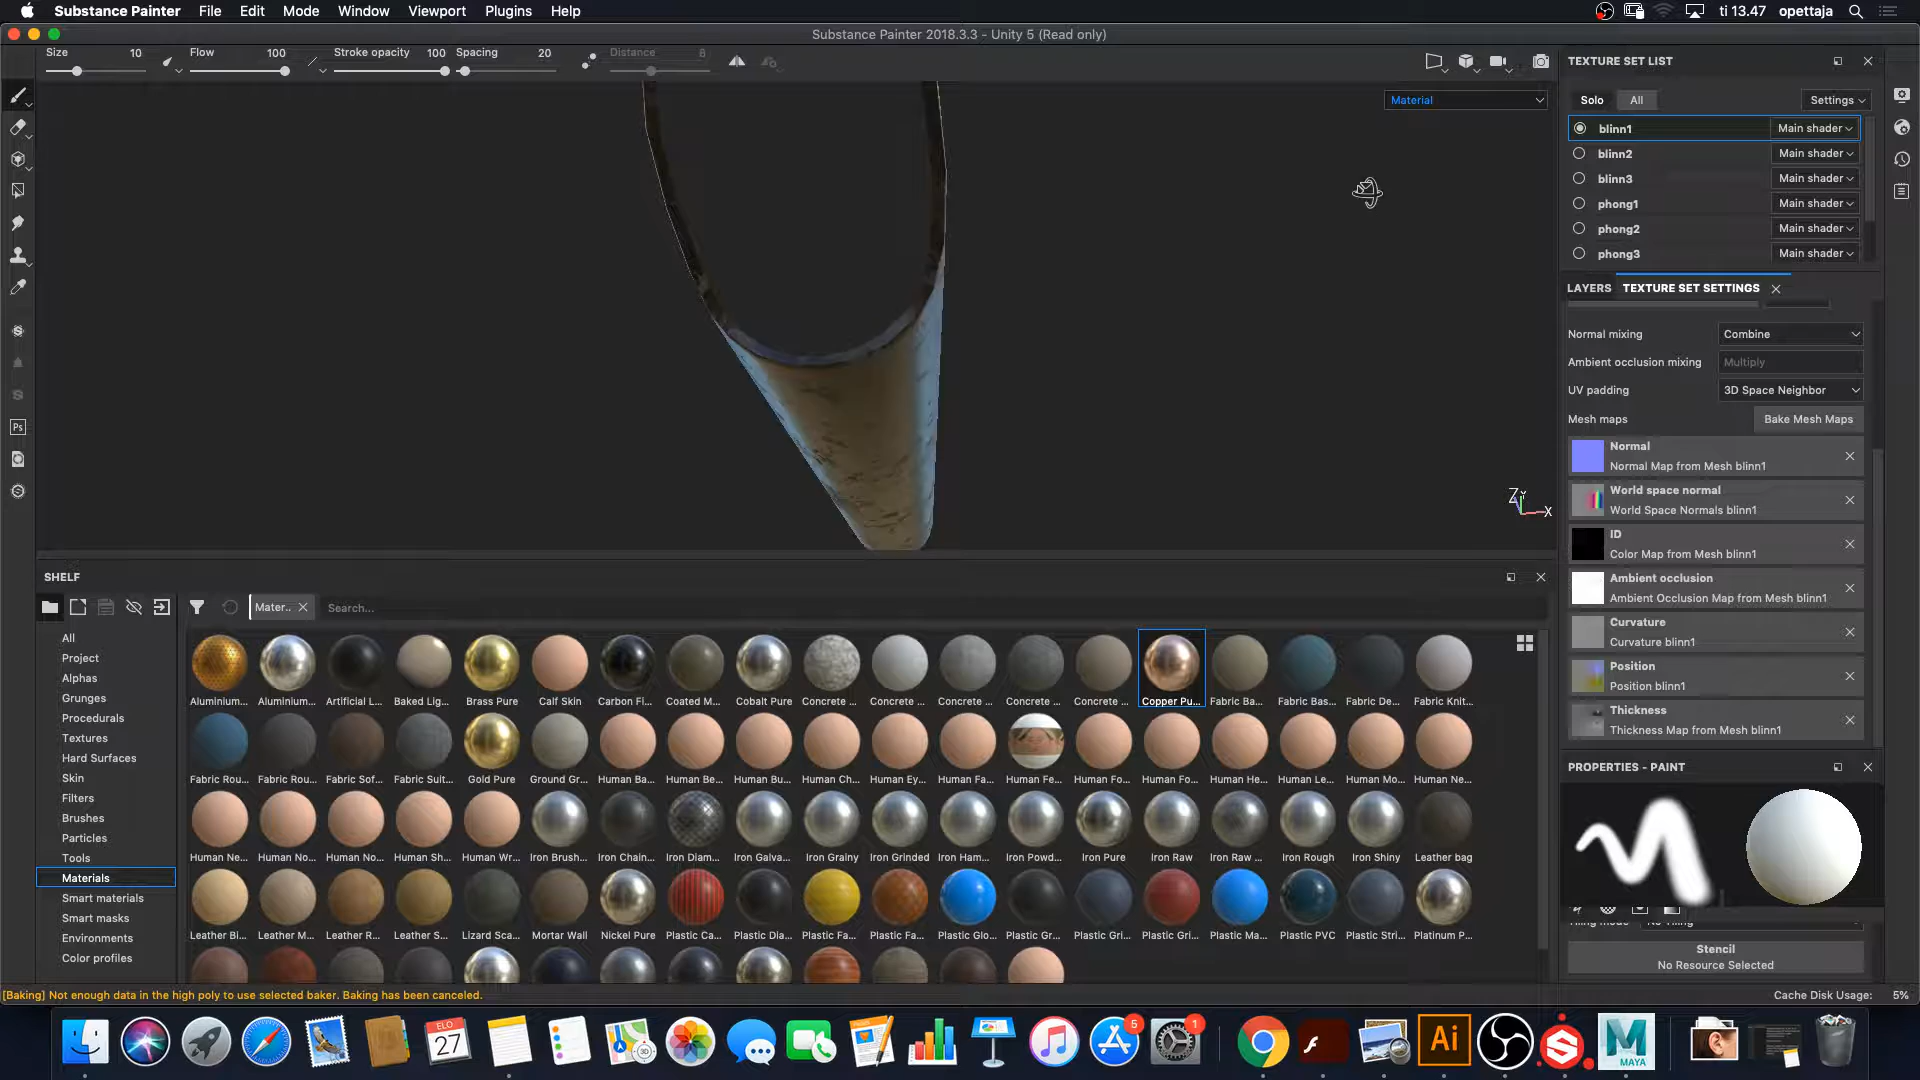 Substance Painter File Edit Mode Window Viewport Plugins Help ti 13.47 opettaja
Substance Painter 2018.3.3 - Unity 5 (Read only)
Size 10 Flow 100 Stroke opacity 100 Spacing 20 Distance 8
TEXTURE SET LIST
Solo All Settings
Material
blinn1 Main shader
blinn2 Main shader
blinn3 Main shader
phong1 Main shader
phong2 Main shader
phong3 Main shader
LAYERS TEXTURE SET SETTINGS
Normal mixing Combine
Ambient occlusion mixing Multiply
UV padding 3D Space Neighbor
Mesh maps Bake Mesh Maps
Normal
Normal Map from Mesh blinn1
World space normal
World Space Normals blinn1
ID
Color Map from Mesh blinn1
Ambient occlusion
Ambient Occlusion Map from Mesh blinn1
Curvature
Curvature blinn1
Position
Position blinn1
Thickness
Thickness Map from Mesh blinn1
Z Y X
SHELF
Mater.. Search...
All
Project
Alphas
Grunges
Procedurals
Textures
Hard Surfaces
Skin
Filters
Brushes
Particles
Tools
Materials
Smart materials
Smart masks
Environments
Color profiles
Aluminium... Aluminium... Artificial L... Baked Lig... Brass Pure Calf Skin Carbon Fi... Coated M... Cobalt Pure Concrete ... Concrete ... Concrete ... Concrete ... Concrete ... Copper Pu... Fabric Ba... Fabric Bas... Fabric De... Fabric Knit...
Fabric Rou... Fabric Rou... Fabric Sof... Fabric Suit... Gold Pure Ground Gr... Human Ba... Human Be... Human Bu... Human Ch... Human Ey... Human Fa... Human Fe... Human Fo... Human Fo... Human He... Human Le... Human Mo... Human Ne...
Human Ne... Human No... Human No... Human Sh... Human Wr... Iron Brush... Iron Chain... Iron Diam... Iron Galva... Iron Grainy Iron Grinded Iron Ham... Iron Powd... Iron Pure Iron Raw Iron Raw ... Iron Rough Iron Shiny Leather bag
Leather Bi... Leather M... Leather R... Leather S... Lizard Sca... Mortar Wall Nickel Pure Plastic Ca... Plastic Dia... Plastic Fa... Plastic Fa... Plastic Glo... Plastic Gr... Plastic Gri... Plastic Gri... Plastic Ma... Plastic PVC Plastic Stri... Platinum P...
PROPERTIES - PAINT
Stencil
No Resource Selected
[Baking] Not enough data in the high poly to use selected baker. Baking has been canceled.
Cache Disk Usage: 5%
ELO
27
5
1
3D
Ps
Ai
MAYA